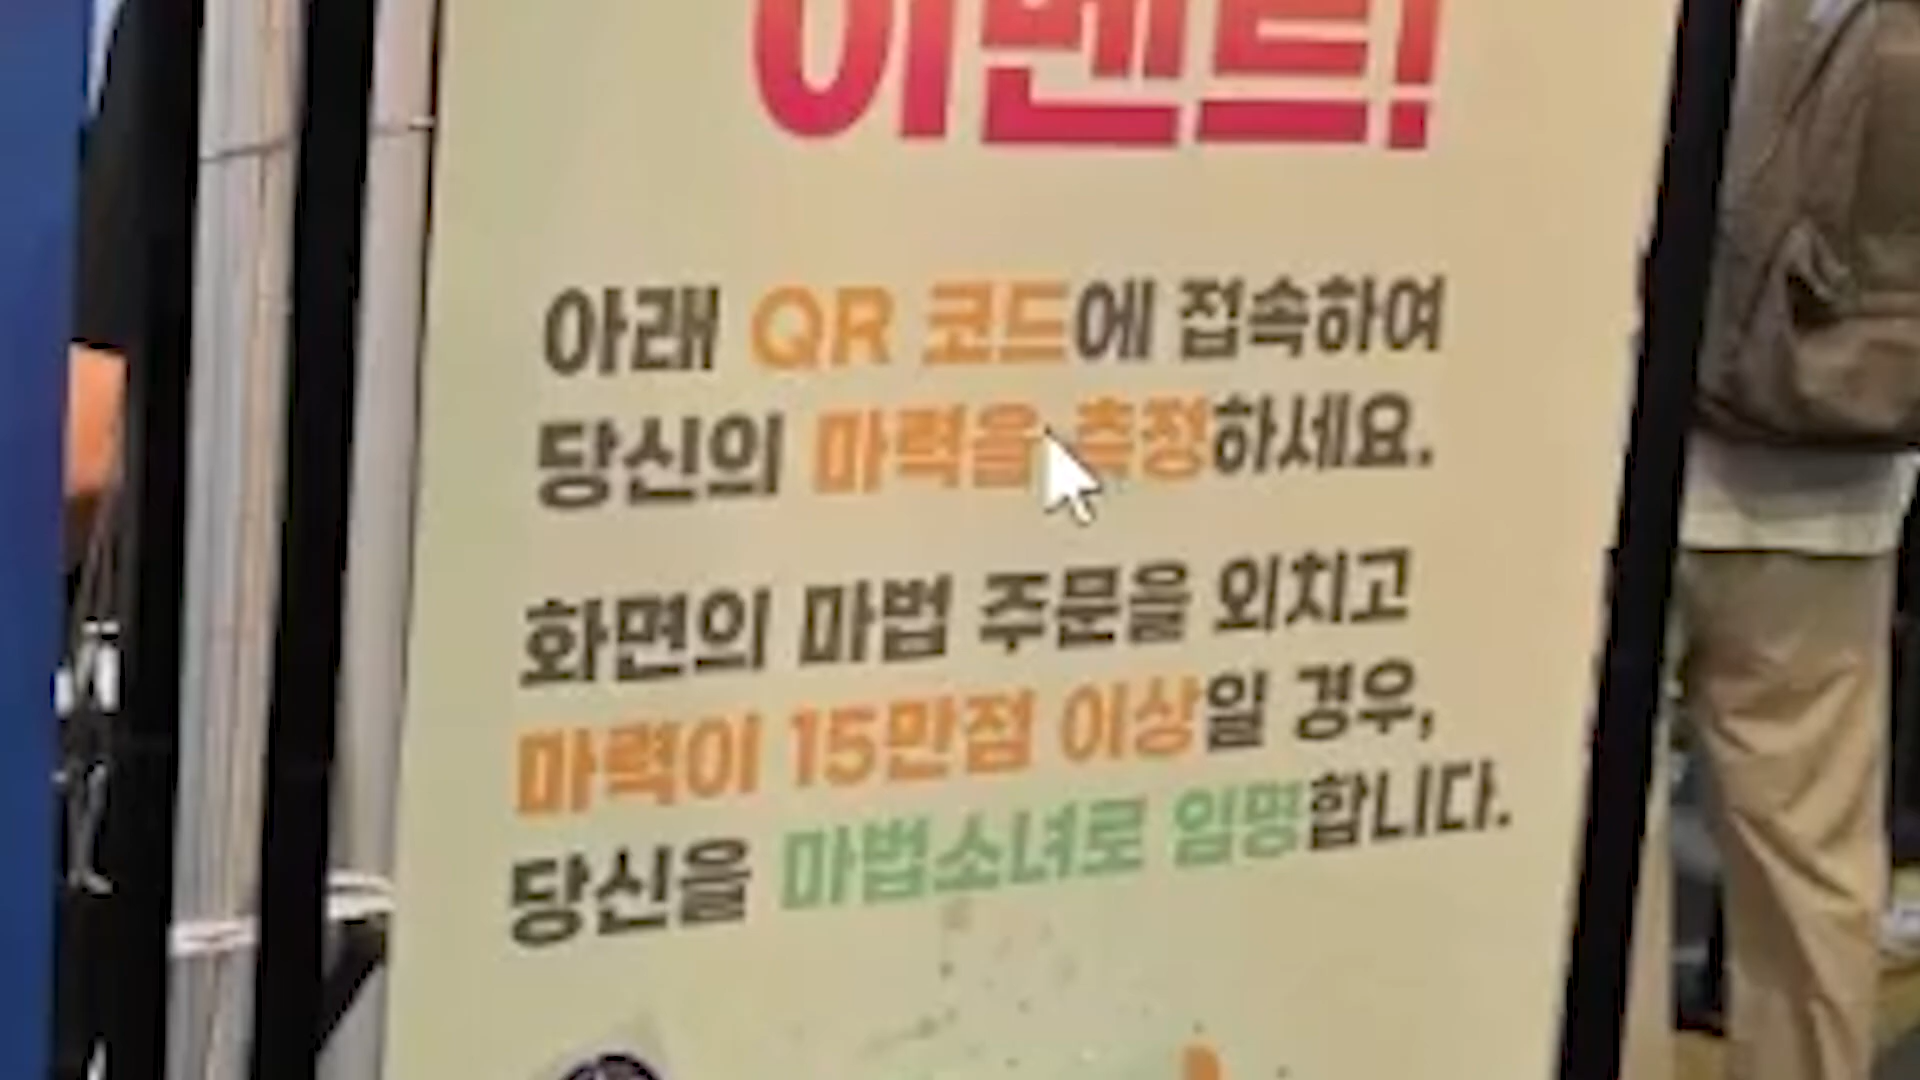 이벤트!
아래 QR 코드에 접속하여
당신의 마력을 측정하세요.
화면의 마법 주문을 외치고
마력이 15만점 이상일 경우,
당신을 마법소녀로 임명합니다.